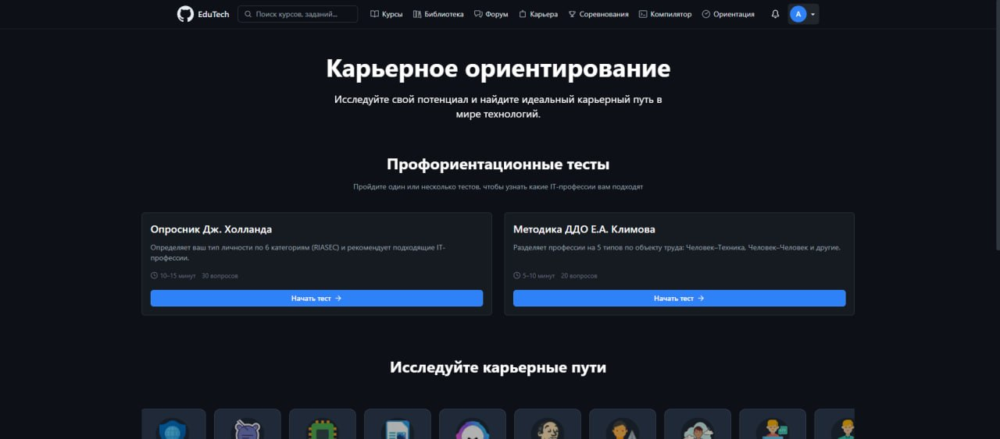 EduTech
Поиск курсов, заданий...
Курсы
Библиотека
Форум
Карьера
Соревнования
Компилятор
Ориентация
A
Карьерное ориентирование
Исследуйте свой потенциал и найдите идеальный карьерный путь в
мире технологий.
Профориентационные тесты
Пройдите один или несколько тестов, чтобы узнать какие IT-профессии вам подходят
Опросник Дж. Холланда
Определяет ваш тип личности по 6 категориям (RIASEC) и рекомендует подходящие IT-
профессии.
10–15 минут 30 вопросов
Начать тест →
Методика ДДО Е.А. Климова
Разделяет профессии на 5 типов по объекту труда: Человек–Техника, Человек–Человек и другие.
5–10 минут 20 вопросов
Начать тест →
Исследуйте карьерные пути